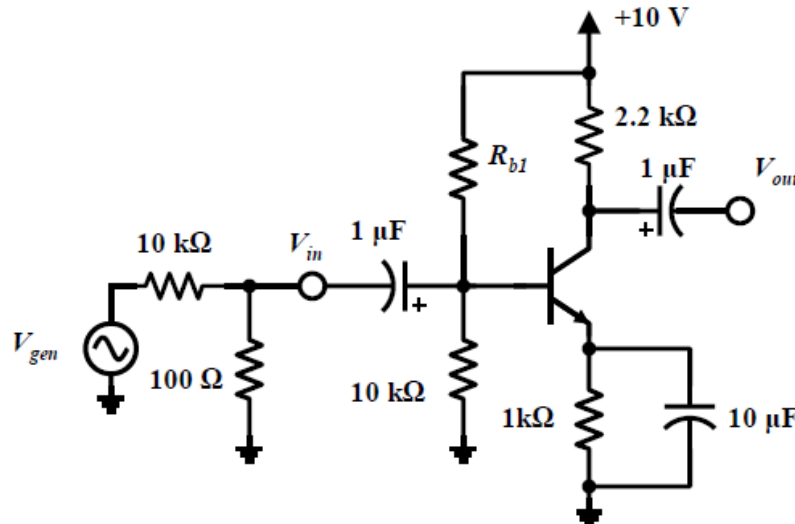 +10 V
2.2 kΩ
R_b1
1 µF
V_out
+
10 kΩ
V_in
1 µF
+
V_gen
100 Ω
10 kΩ
1kΩ
10 µF